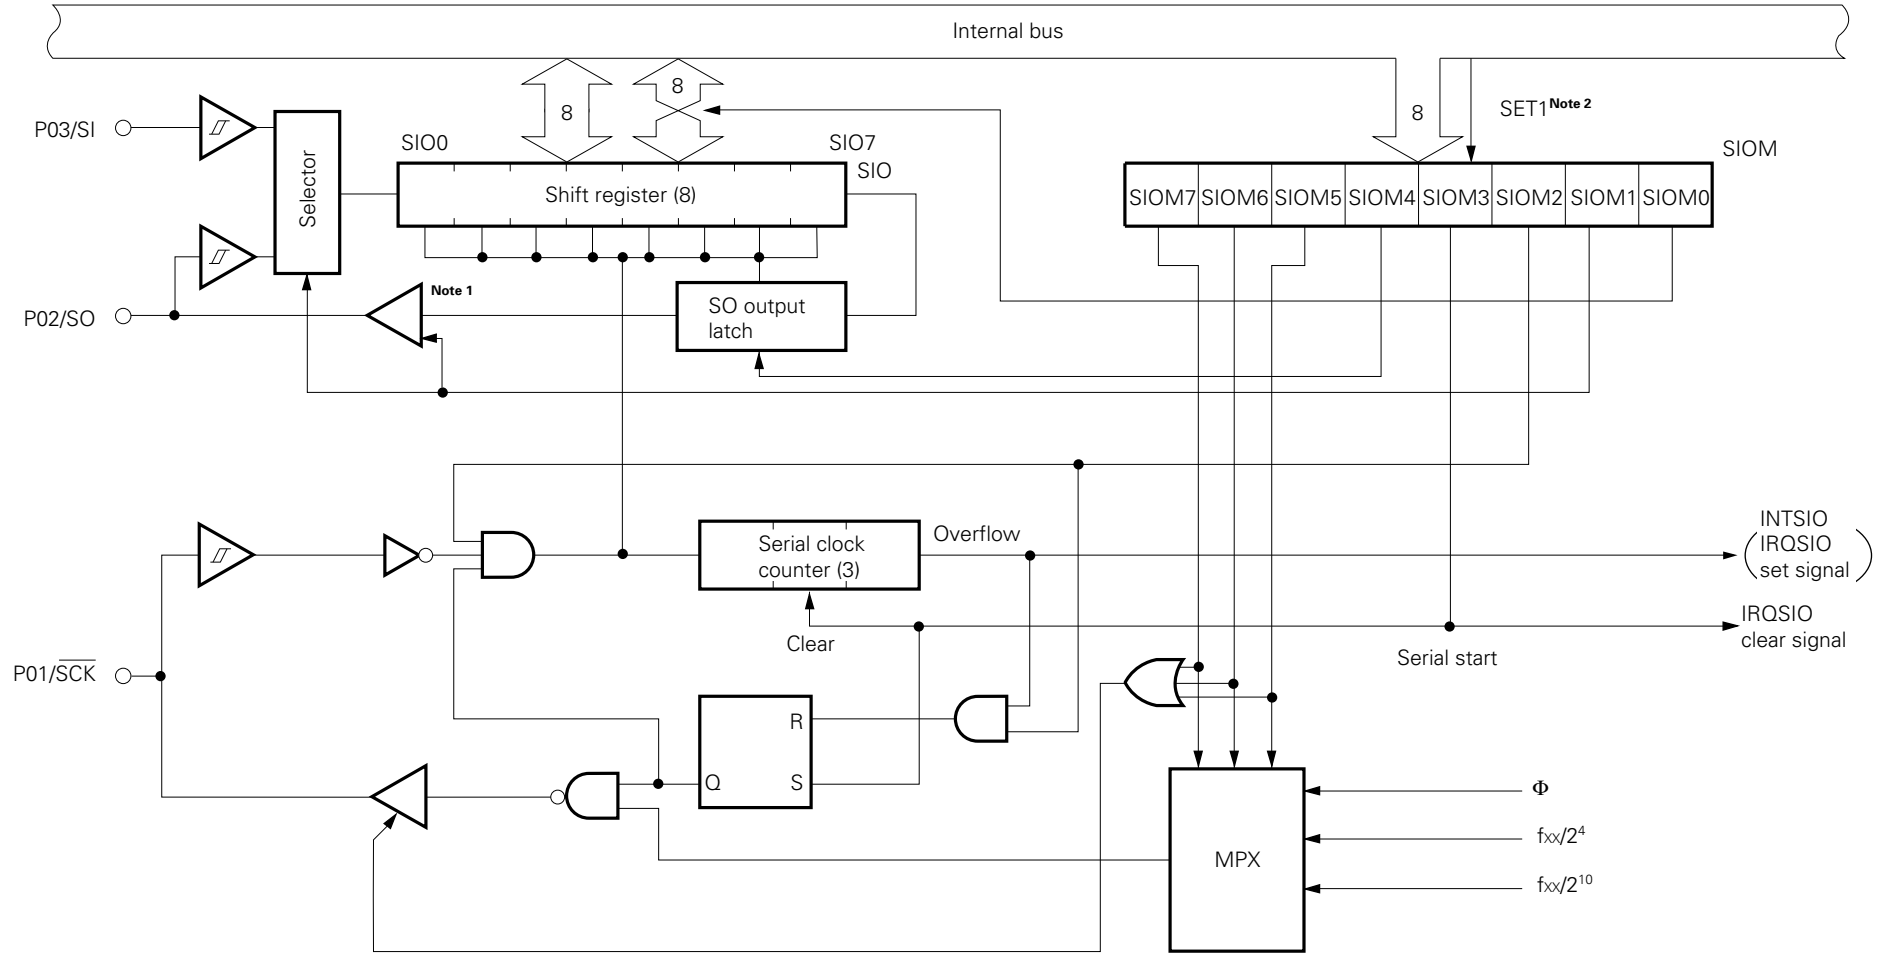 Internal bus
8
8
8
SET1Note 2
P03/SI
Selector
SIO0
SIO7
SIO
Shift register (8)
SIOM
SIOM7 SIOM6 SIOM5 SIOM4 SIOM3 SIOM2 SIOM1 SIOM0
Note 1
P02/SO
SO output
latch
Serial clock
counter (3)
Overflow
INTSIO
IRQSIO
set signal
Clear
IRQSIO
clear signal
Serial start
P01/S̅C̅K̅
R
Q
S
MPX
Φ
fxx/2⁴
fxx/2¹⁰